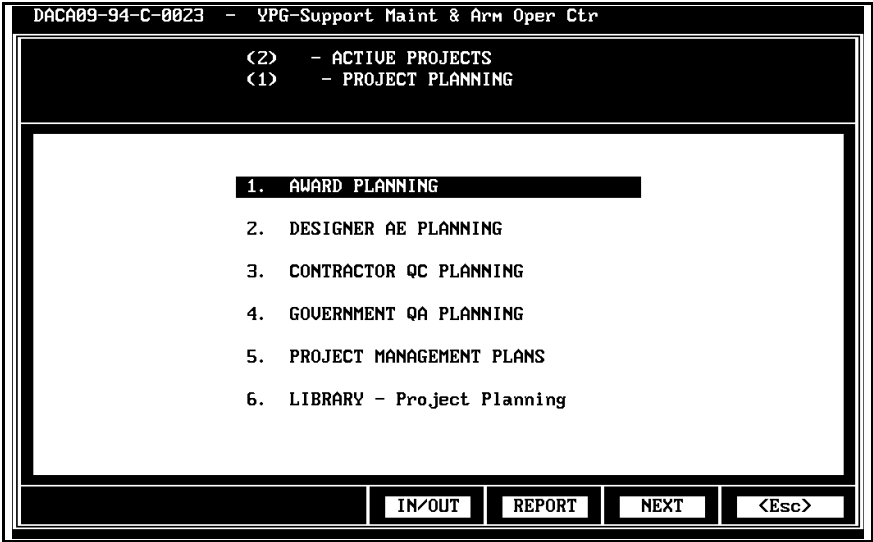 DACA09-94-C-0023 - YPG-Support Maint & Arm Oper Ctr
(2) - ACTIVE PROJECTS
(1) - PROJECT PLANNING
1. AWARD PLANNING
2. DESIGNER AE PLANNING
3. CONTRACTOR QC PLANNING
4. GOVERNMENT QA PLANNING
5. PROJECT MANAGEMENT PLANS
6. LIBRARY - Project Planning
IN/OUT REPORT NEXT <Esc>